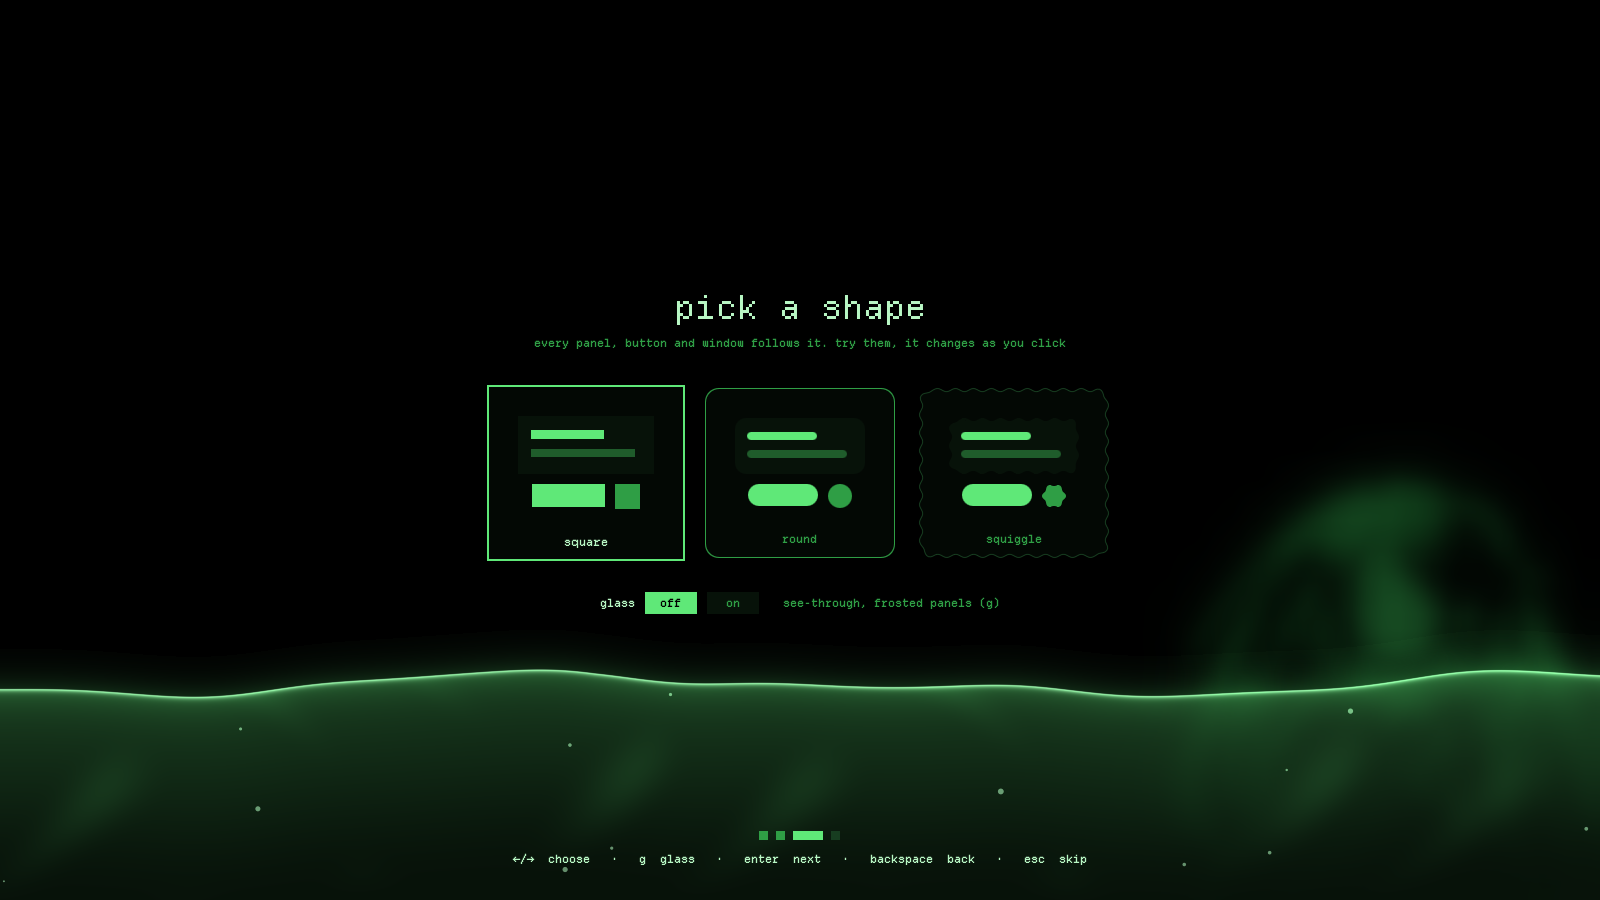 pick a shape
every panel, button and window follows it. try them, it changes as you click
square
round
squiggle
glass off on see-through, frosted panels (g)
←/→ choose · g glass · enter next · backspace back · esc skip